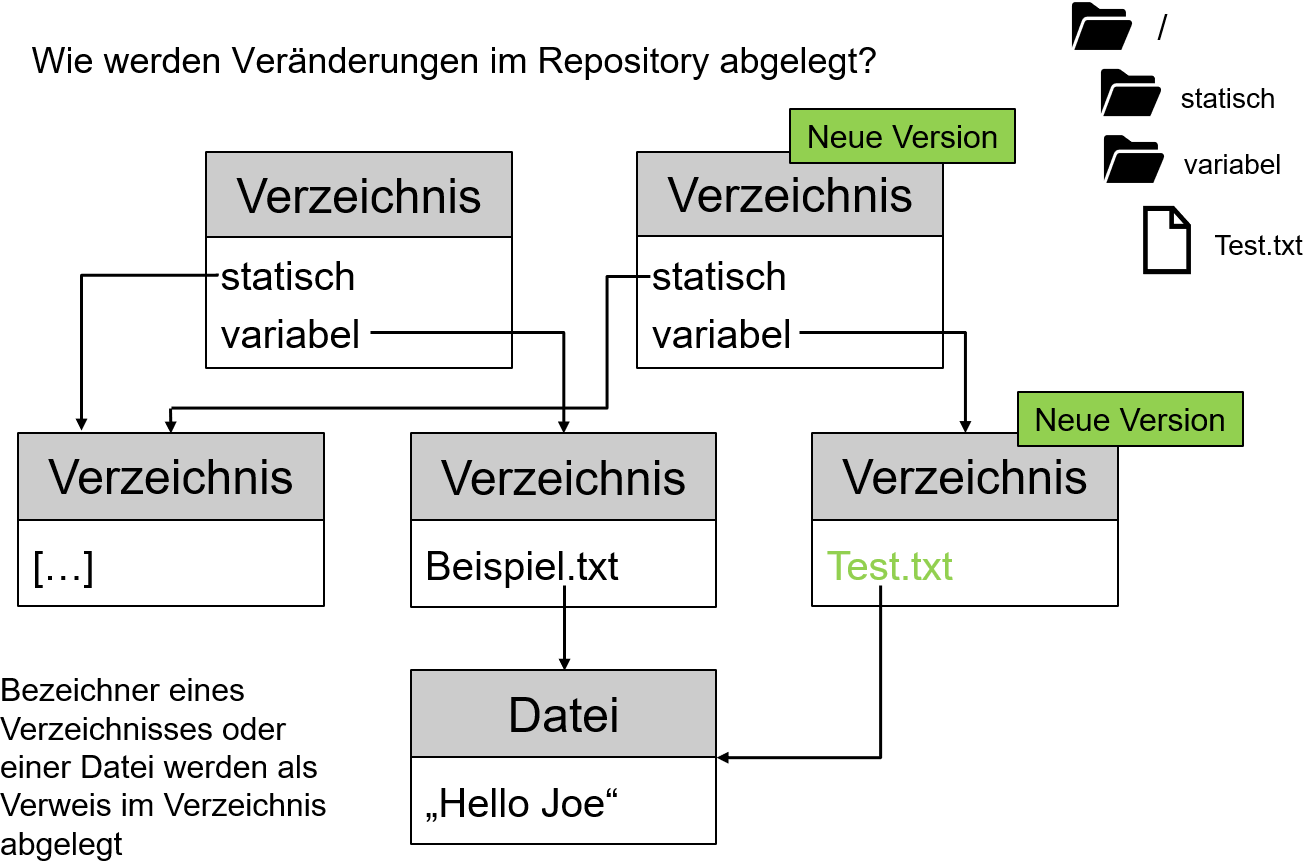 Wie werden Veränderungen im Repository abgelegt?
/
statisch
variabel
Test.txt
Neue Version
Verzeichnis
statisch
variabel
Verzeichnis
statisch
variabel
Neue Version
Verzeichnis
[…]
Verzeichnis
Beispiel.txt
Verzeichnis
Test.txt
Datei
„Hello Joe“
Bezeichner eines
Verzeichnisses oder
einer Datei werden als
Verweis im Verzeichnis
abgelegt